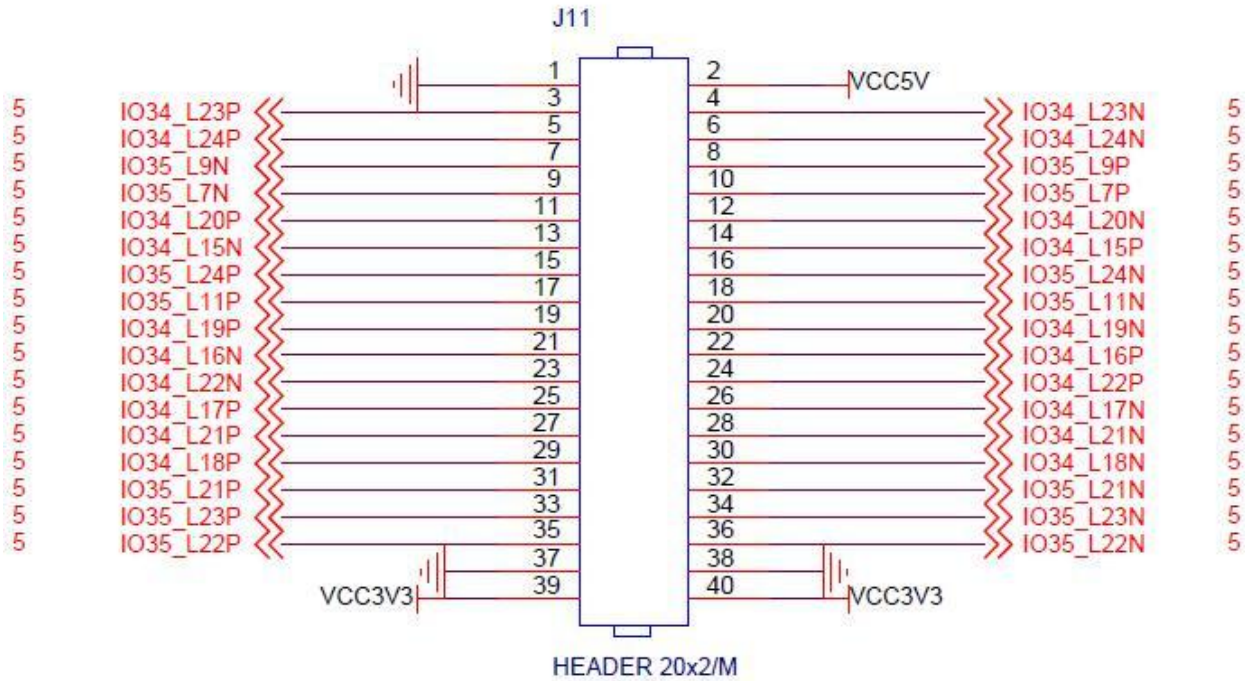 J11
1 2 VCC5V
5 IO34_L23P 3 4 IO34_L23N 5
5 IO34_L24P 5 6 IO34_L24N 5
5 IO35_L9N 7 8 IO35_L9P 5
5 IO35_L7N 9 10 IO35_L7P 5
5 IO34_L20P 11 12 IO34_L20N 5
5 IO34_L15N 13 14 IO34_L15P 5
5 IO35_L24P 15 16 IO35_L24N 5
5 IO35_L11P 17 18 IO35_L11N 5
5 IO34_L19P 19 20 IO34_L19N 5
5 IO34_L16N 21 22 IO34_L16P 5
5 IO34_L22N 23 24 IO34_L22P 5
5 IO34_L17P 25 26 IO34_L17N 5
5 IO34_L21P 27 28 IO34_L21N 5
5 IO34_L18P 29 30 IO34_L18N 5
5 IO35_L21P 31 32 IO35_L21N 5
5 IO35_L23P 33 34 IO35_L23N 5
5 IO35_L22P 35 36 IO35_L22N 5
37 38
VCC3V3 39 40 VCC3V3
HEADER 20x2/M